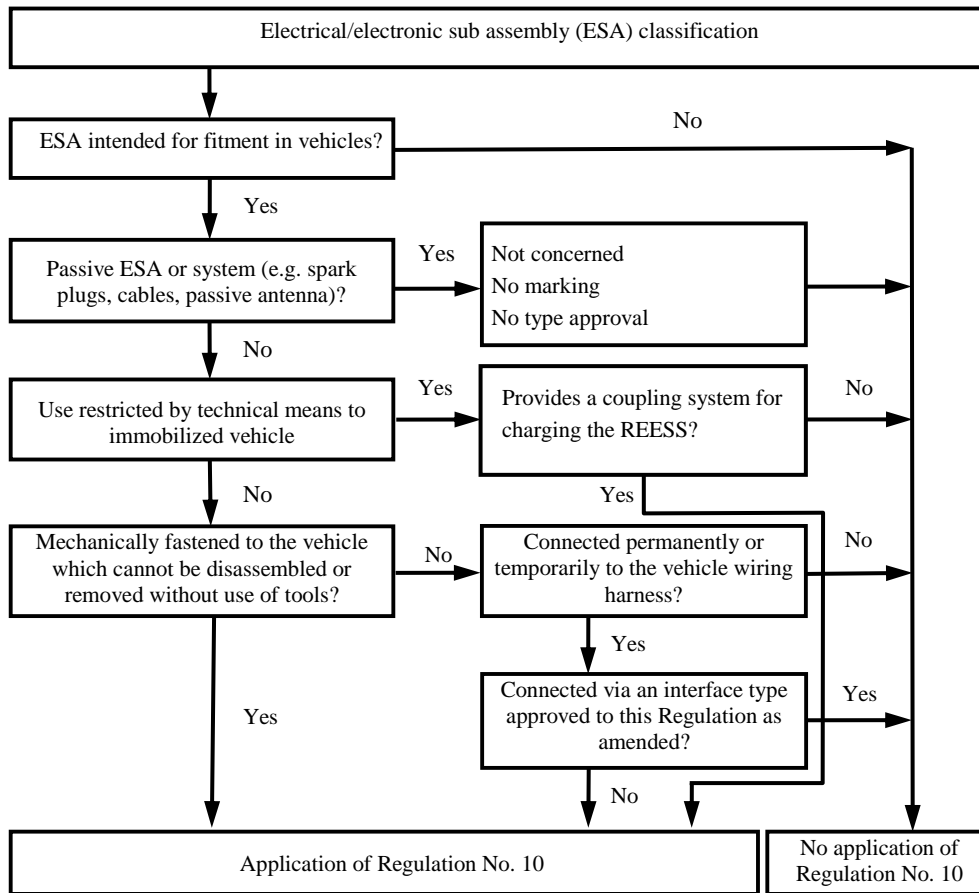 Electrical/electronic sub assembly (ESA) classification
No
ESA intended for fitment in vehicles?
Yes
Passive ESA or system (e.g. spark
plugs, cables, passive antenna)?
Yes
Not concerned
No marking
No type approval
No
Use restricted by technical means to
immobilized vehicle
Yes
Provides a coupling system for
charging the REESS?
No
No
Yes
Mechanically fastened to the vehicle
which cannot be disassembled or
removed without use of tools?
No
Connected permanently or
temporarily to the vehicle wiring
harness?
No
Yes
Yes
Connected via an interface type
approved to this Regulation as
amended?
Yes
No
Application of Regulation No. 10
No application of
Regulation No. 10